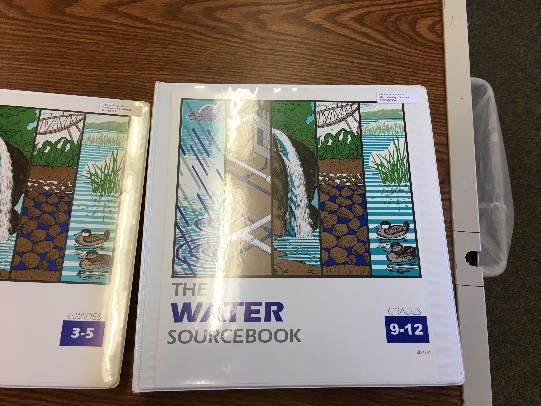 GRADES
3-5
THE
WATER
SOURCEBOOK
GRADES
9-12